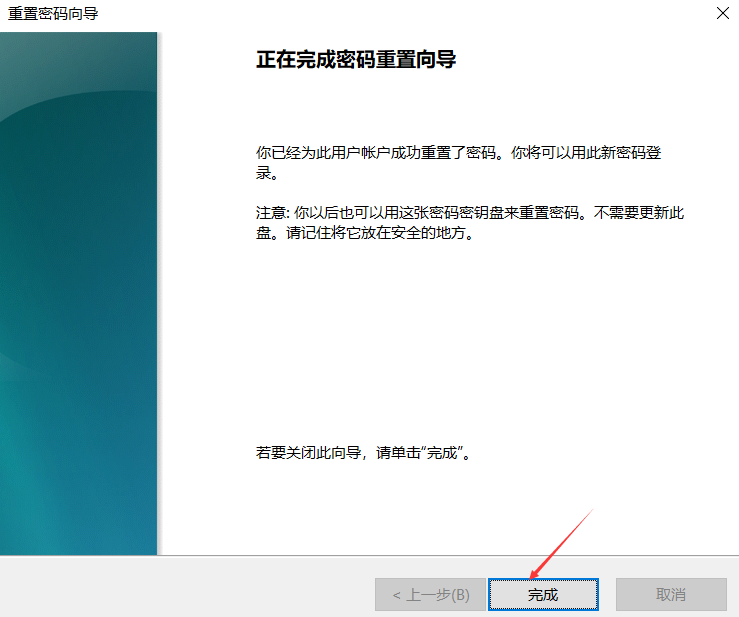 重置密码向导
正在完成密码重置向导
你已经为此用户帐户成功重置了密码。你将可以用此新密码登
录。
注意: 你以后也可以用这张密码密钥盘来重置密码。不需要更新此
盘。请记住将它放在安全的地方。
若要关闭此向导，请单击“完成”。
< 上一步(B) 完成 取消